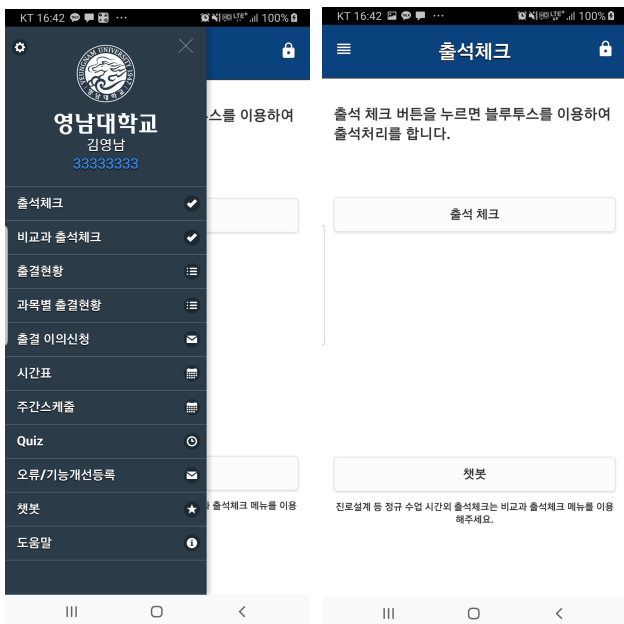 KT 16:42
100%
YEUNGNAM UNIVERSITY 1947
영남대학교
김영남
33333333
출석체크
비교과 출석체크
출결현황
과목별 출결현황
출결 이의신청
시간표
주간스케줄
Quiz
오류/기능개선등록
챗봇
도움말
스를 이용하여
출석체크 메뉴를 이용
KT 16:42
LTE+ 100%
출석체크
출석 체크 버튼을 누르면 블루투스를 이용하여
출석처리를 합니다.
출석 체크
챗봇
진로설계 등 정규 수업 시간외 출석체크는 비교과 출석체크 메뉴를 이용
해주세요.